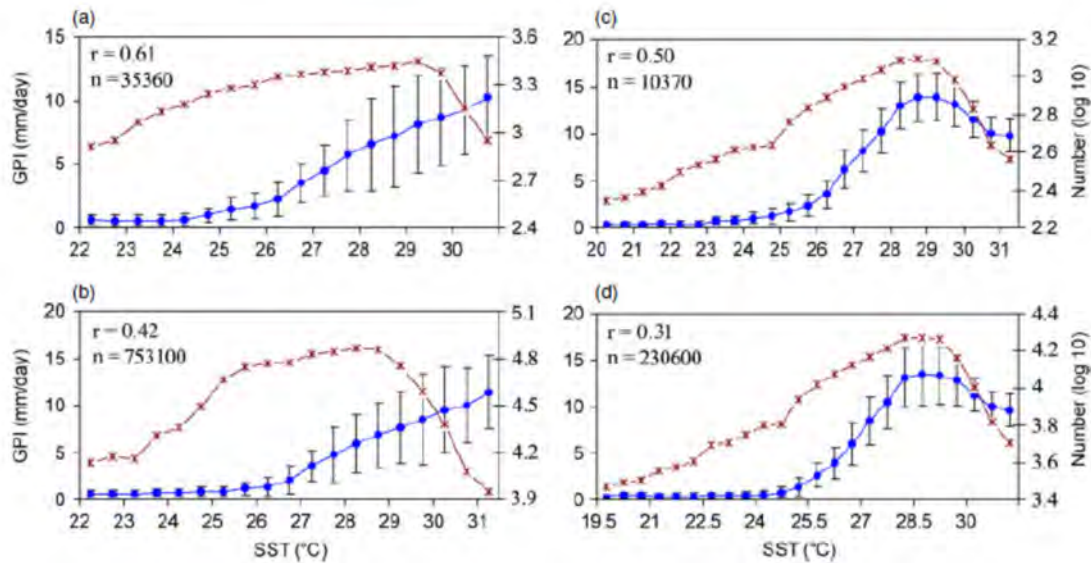 (a)
r = 0.61
n =35360
15
10
5
0
GPI (mm/day)
3.6
3.3
3
2.7
2.4
22 23 24 25 26 27 28 29 30
(c)
r = 0.50
n = 10370
20
15
10
5
0
3.2
3
2.8
2.6
2.4
2.2
Number (log 10)
20 21 22 23 24 25 26 27 28 29 30 31
(b)
r = 0.42
n = 753100
20
15
10
5
0
GPI (mm/day)
5.1
4.8
4.5
4.2
3.9
22 23 24 25 26 27 28 29 30 31
SST (°C)
(d)
r = 0.31
n = 230600
20
15
10
5
0
4.4
4.2
4
3.8
3.6
3.4
Number (log 10)
19.5 21 22.5 24 25.5 27 28.5 30
SST (°C)